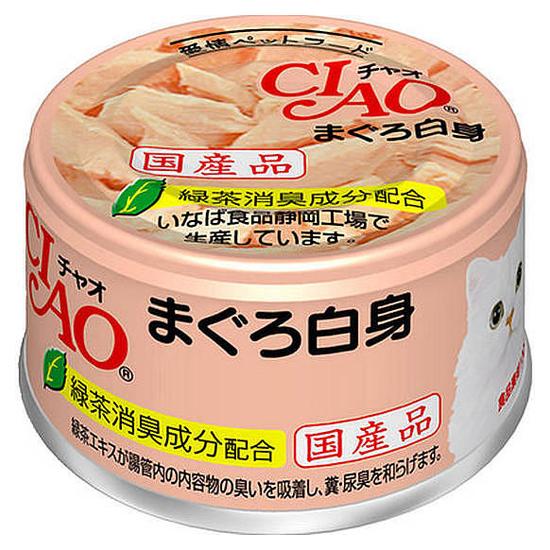 愛情ペットフード
CIAO
チャオ
®
まぐろ白身
国産品
緑茶消臭成分配合
いなば食品静岡工場で
生産しています。
CIAO
チャオ
®
まぐろ白身
緑茶消臭成分配合
国産品
緑茶エキスが腸管内の内容物の臭いを吸着し、糞・尿臭を和らげます。